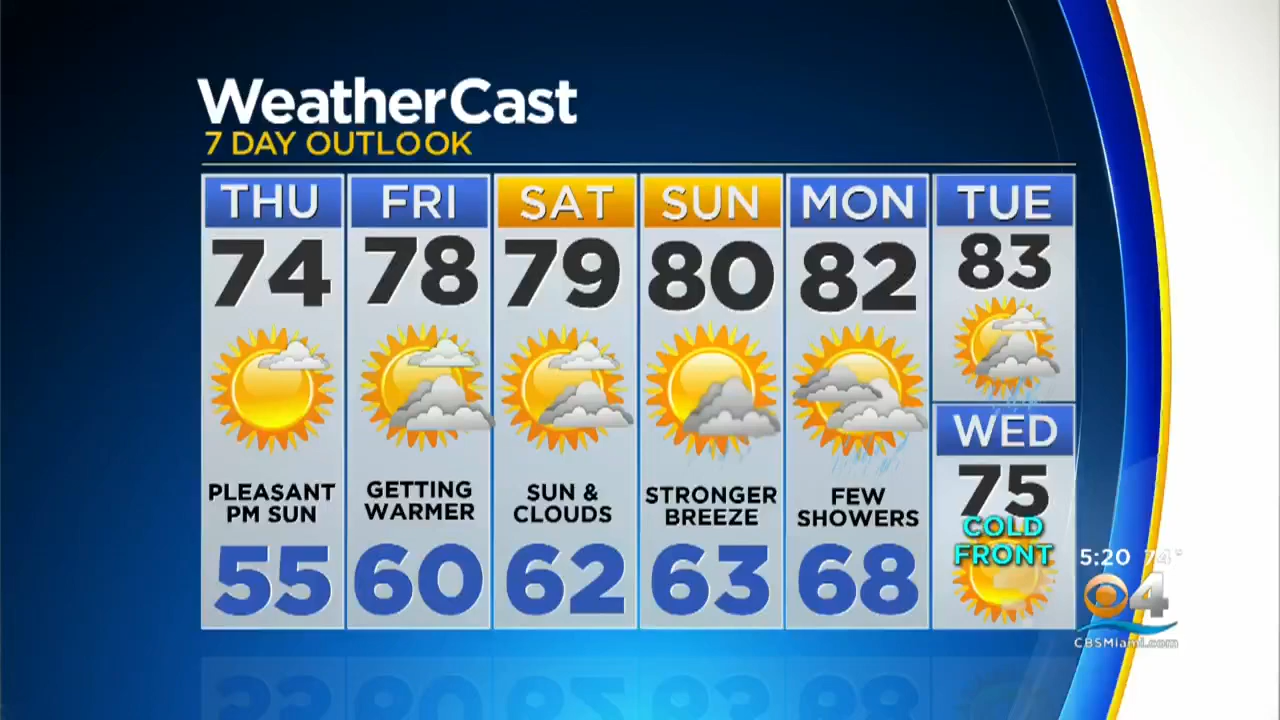 WeatherCast
7 DAY OUTLOOK
THU
74
PLEASANT
PM SUN
55
FRI
78
GETTING
WARMER
60
SAT
79
SUN &
CLOUDS
62
SUN
80
STRONGER
BREEZE
63
MON
82
FEW
SHOWERS
68
TUE
83
WED
75
COLD
FRONT
5:20 74°
4
CBSMiami.com